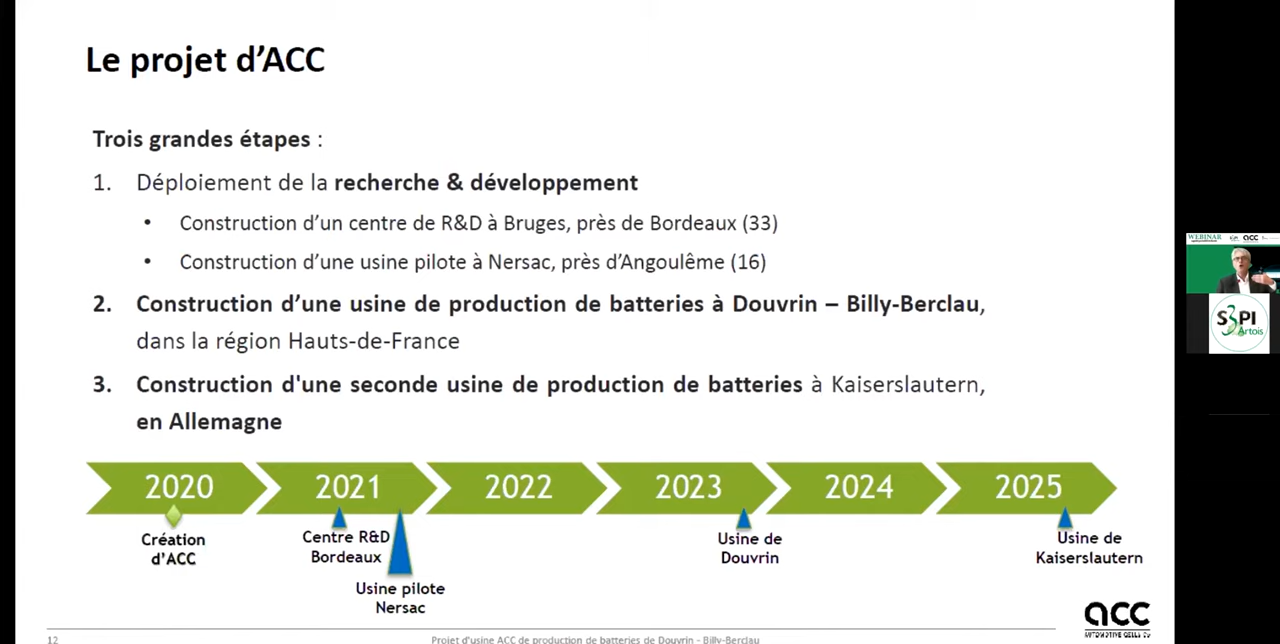 Le projet d’ACC
Trois grandes étapes :
1. Déploiement de la recherche & développement
• Construction d’un centre de R&D à Bruges, près de Bordeaux (33)
• Construction d’une usine pilote à Nersac, près d’Angoulême (16)
2. Construction d’une usine de production de batteries à Douvrin – Billy-Berclau,
dans la région Hauts-de-France
3. Construction d'une seconde usine de production de batteries à Kaiserslautern,
en Allemagne
2020 2021 2022 2023 2024 2025
Création
d’ACC
Centre R&D
Bordeaux
Usine pilote
Nersac
Usine de
Douvrin
Usine de
Kaiserslautern
12
Projet d'usine ACC de production de batteries de Douvrin - Billy-Berclau
acc
AUTOMOTIVE CELLS CO
WEBINAR
acc
S3PI
Artois